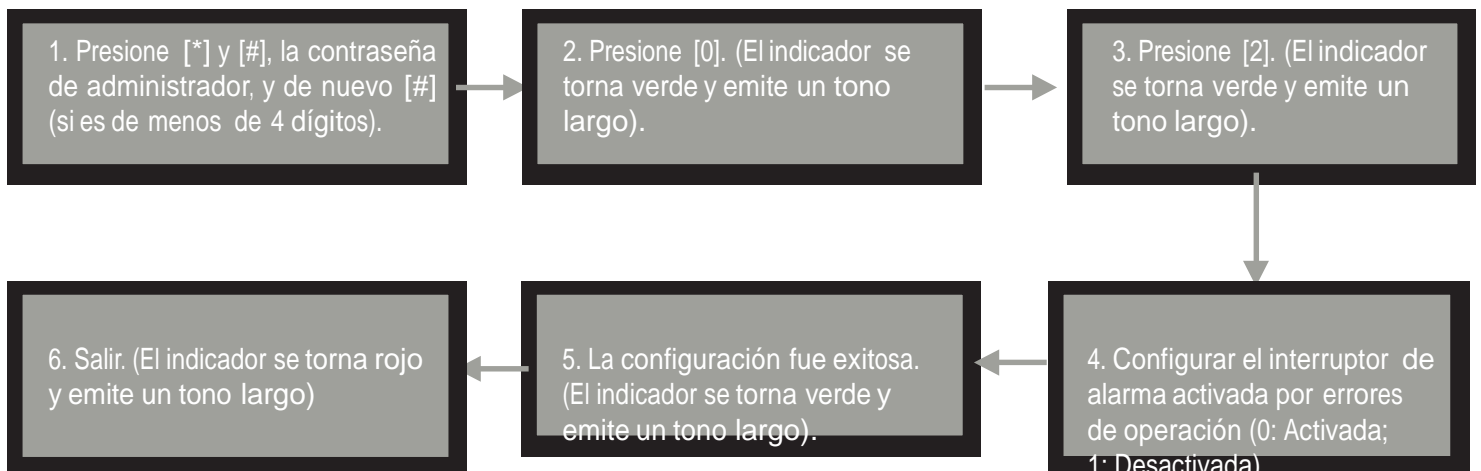 1. Presione [*] y [#], la contraseña
de administrador, y de nuevo [#]
(si es de menos de 4 dígitos).
2. Presione [0]. (El indicador se
torna verde y emite un tono
largo).
3. Presione [2]. (El indicador
se torna verde y emite un
tono largo).
4. Configurar el interruptor de
alarma activada por errores
de operación (0: Activada;
1: Desactivada)
5. La configuración fue exitosa.
(El indicador se torna verde y
emite un tono largo).
6. Salir. (El indicador se torna rojo
y emite un tono largo)